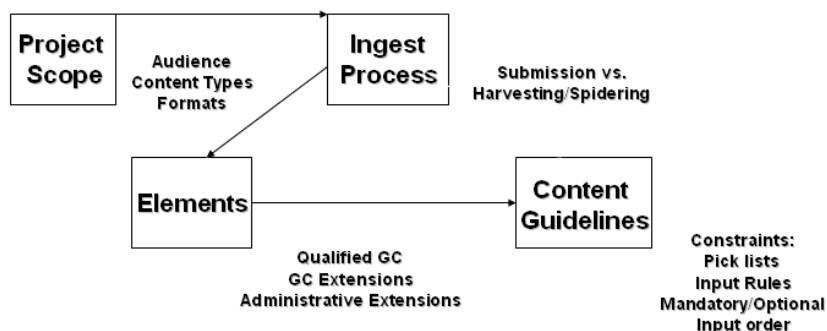 Project
Scope
Audience
Content Types
Formats
Ingest
Process
Submission vs.
Harvesting/Spidering
Elements
Qualified GC
GC Extensions
Administrative Extensions
Content
Guidelines
Constraints:
Pick lists
Input Rules
Mandatory/Optional
Input order